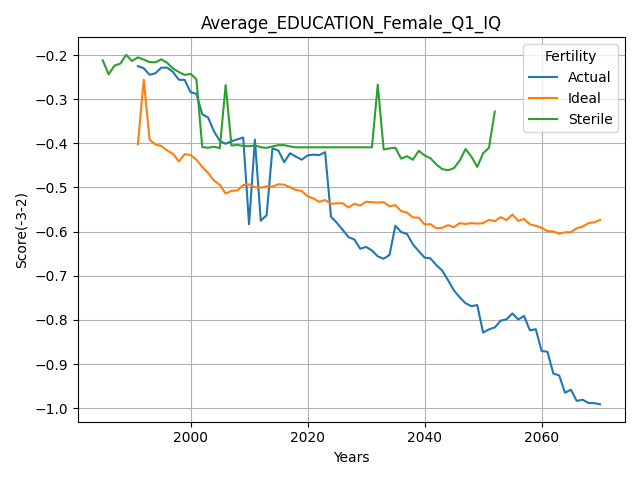 Average_EDUCATION_Female_Q1_IQ
Fertility
Actual
Ideal
Sterile
Score(-3-2)
−0.2
−0.3
−0.4
−0.5
−0.6
−0.7
−0.8
−0.9
−1.0
2000
2020
2040
2060
Years